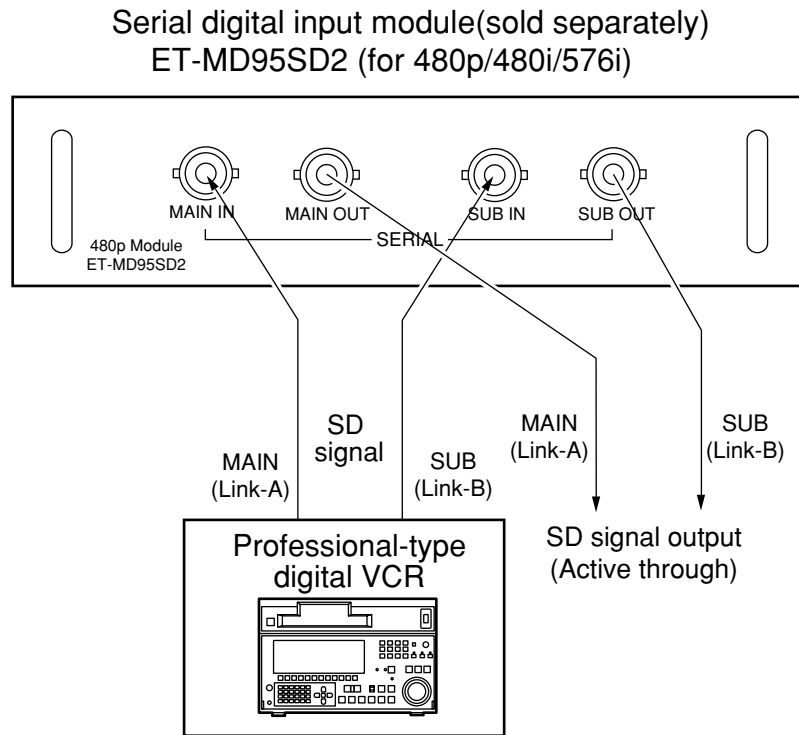 Serial digital input module(sold separately)
ET-MD95SD2 (for 480p/480i/576i)
MAIN IN
MAIN OUT
SUB IN
SUB OUT
SERIAL
480p Module
ET-MD95SD2
SD
signal
MAIN
(Link-A)
SUB
(Link-B)
MAIN
(Link-A)
SUB
(Link-B)
Professional-type
digital VCR
SD signal output
(Active through)